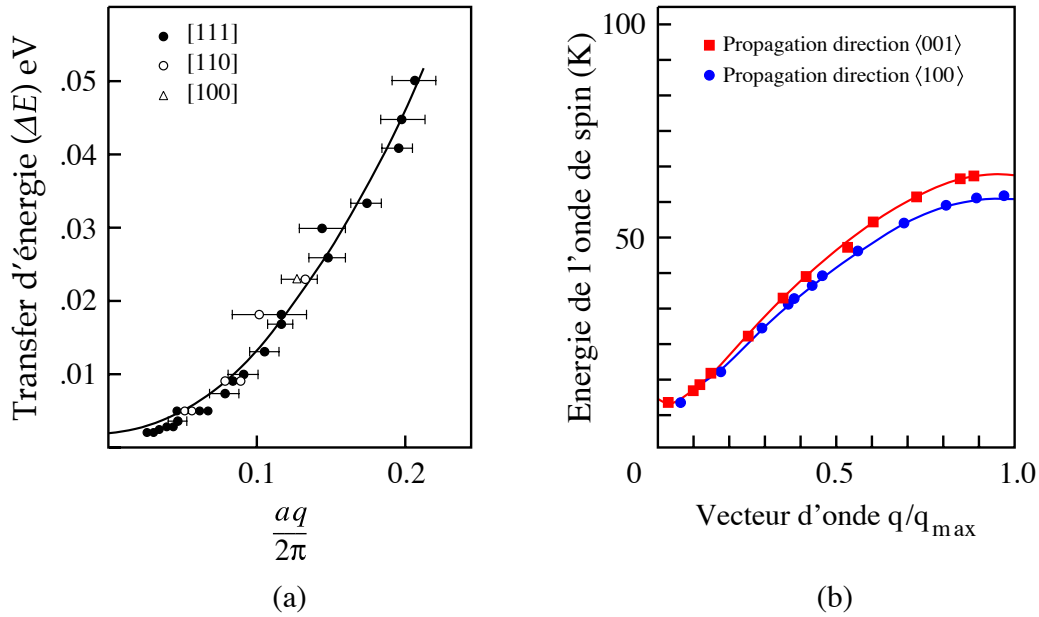 [111]
[110]
[100]
Transfer d'énergie (ΔE) eV
.05
.04
.03
.02
.01
0.1
0.2
aq
2π
(a)
100
Propagation direction ⟨001⟩
Propagation direction ⟨100⟩
Energie de l'onde de spin (K)
50
0
0.5
1.0
Vecteur d'onde q/qmax
(b)